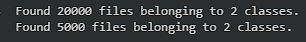 Found 20000 files belonging to 2 classes.
Found 5000 files belonging to 2 classes.